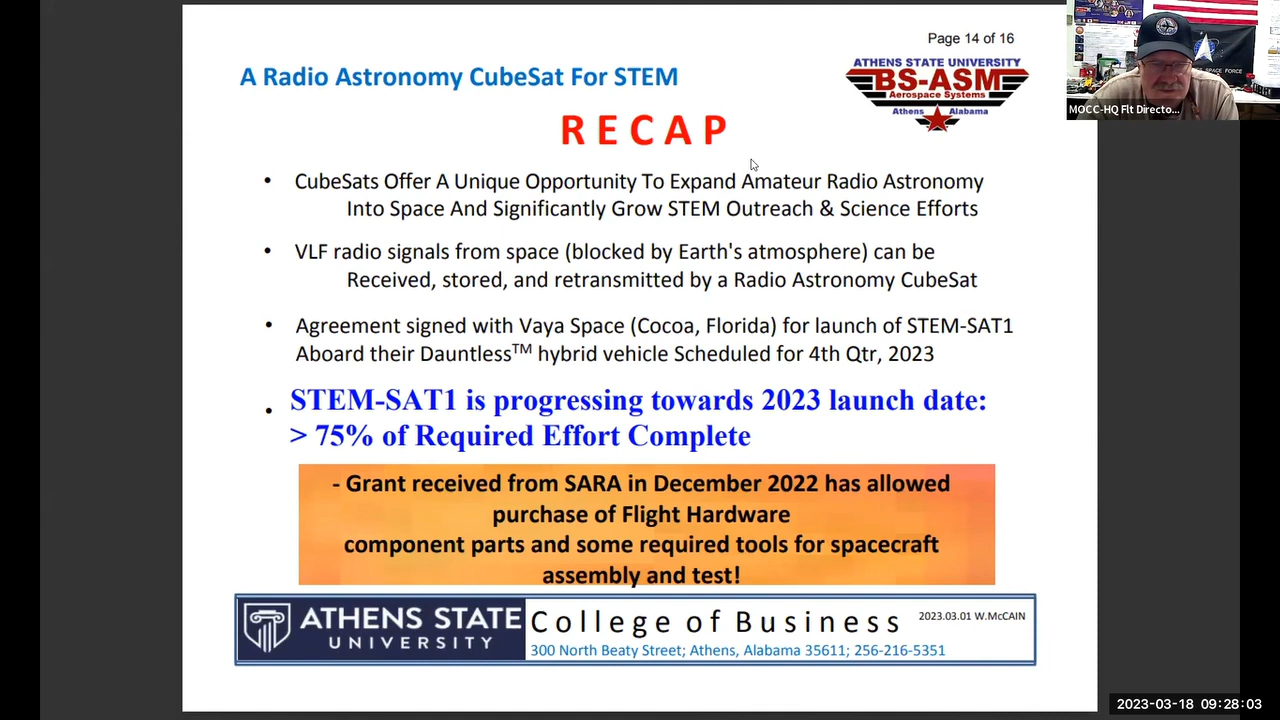 Page 14 of 16
A Radio Astronomy CubeSat For STEM
ATHENS STATE UNIVERSITY
BS-ASM
Aerospace Systems
Athens Alabama
RECAP
• CubeSats Offer A Unique Opportunity To Expand Amateur Radio Astronomy
Into Space And Significantly Grow STEM Outreach & Science Efforts
• VLF radio signals from space (blocked by Earth's atmosphere) can be
Received, stored, and retransmitted by a Radio Astronomy CubeSat
• Agreement signed with Vaya Space (Cocoa, Florida) for launch of STEM-SAT1
Aboard their Dauntless™ hybrid vehicle Scheduled for 4th Qtr, 2023
• STEM-SAT1 is progressing towards 2023 launch date:
> 75% of Required Effort Complete
- Grant received from SARA in December 2022 has allowed
purchase of Flight Hardware
component parts and some required tools for spacecraft
assembly and test!
ATHENS STATE
UNIVERSITY
College of Business
2023.03.01 W.McCAIN
300 North Beaty Street; Athens, Alabama 35611; 256-216-5351
SPACE FORCE
MOCC-HQ Flt Directo...
2023-03-18 09:28:03